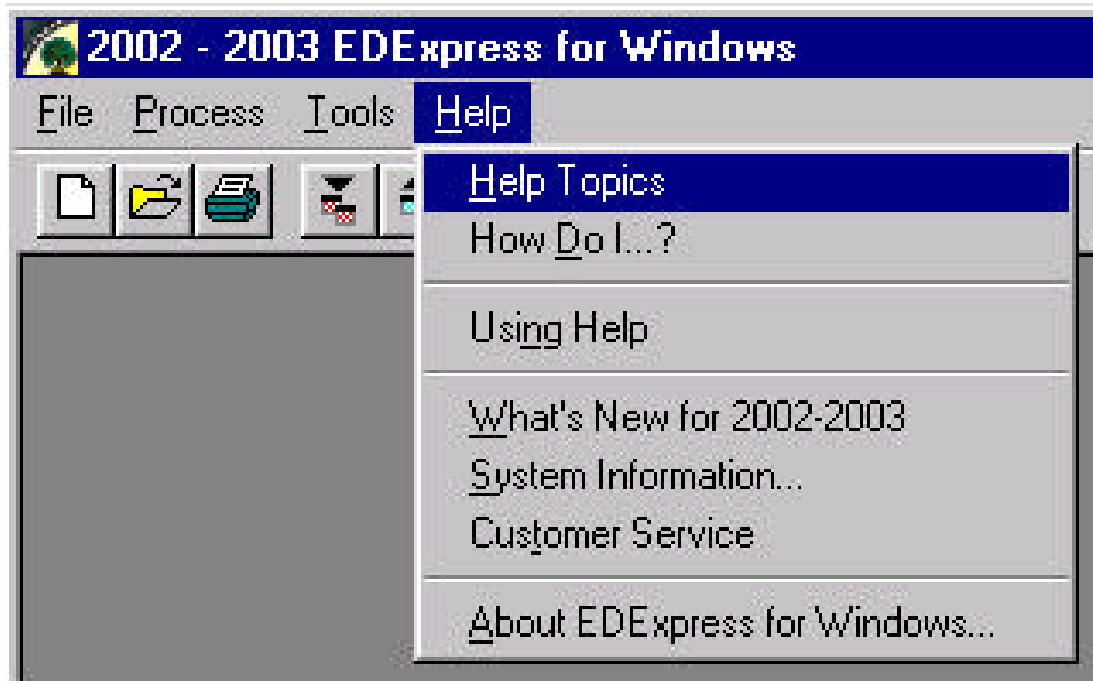 2002 - 2003 EDExpress for Windows
File Process Tools Help
Help Topics
How Do I...?
Using Help
What's New for 2002-2003
System Information...
Customer Service
About EDExpress for Windows...